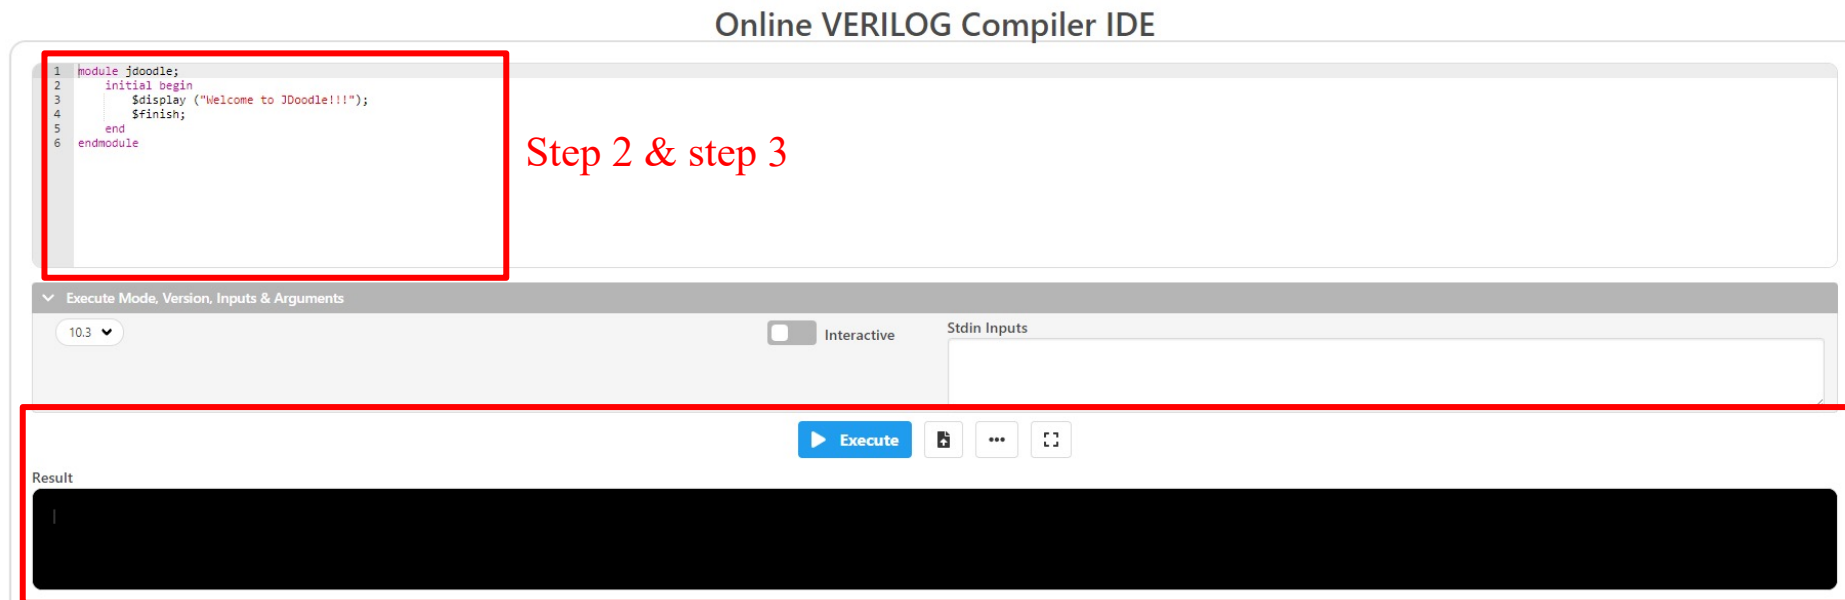 Online VERILOG Compiler IDE
1 module jdoodle;
2 initial begin
3 $display ("Welcome to JDoodle!!!");
4 $finish;
5 end
6 endmodule
Step 2 & step 3
Execute Mode, Version, Inputs & Arguments
10.3
Interactive
Stdin Inputs
Execute
Result